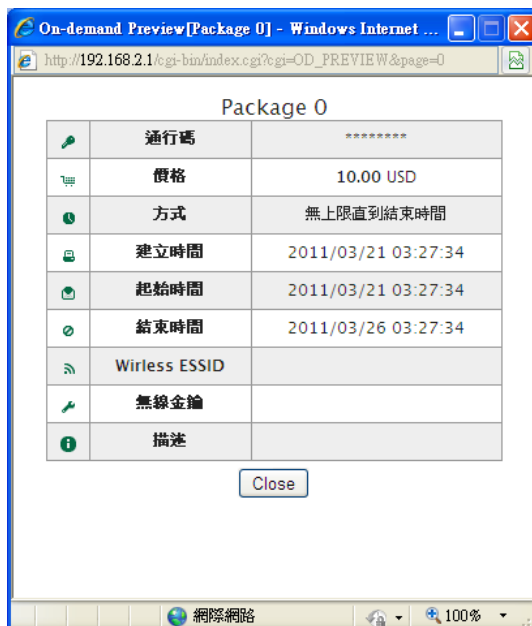 On-demand Preview[Package 0] - Windows Internet ...
http://192.168.2.1/cgi-bin/index.cgi?cgi=OD_PREVIEW&page=0
Package 0
通行碼 ********
價格 10.00 USD
方式 無上限直到結束時間
建立時間 2011/03/21 03:27:34
起始時間 2011/03/21 03:27:34
結束時間 2011/03/26 03:27:34
Wirless ESSID
無線金鑰
描述
Close
網際網路 100%